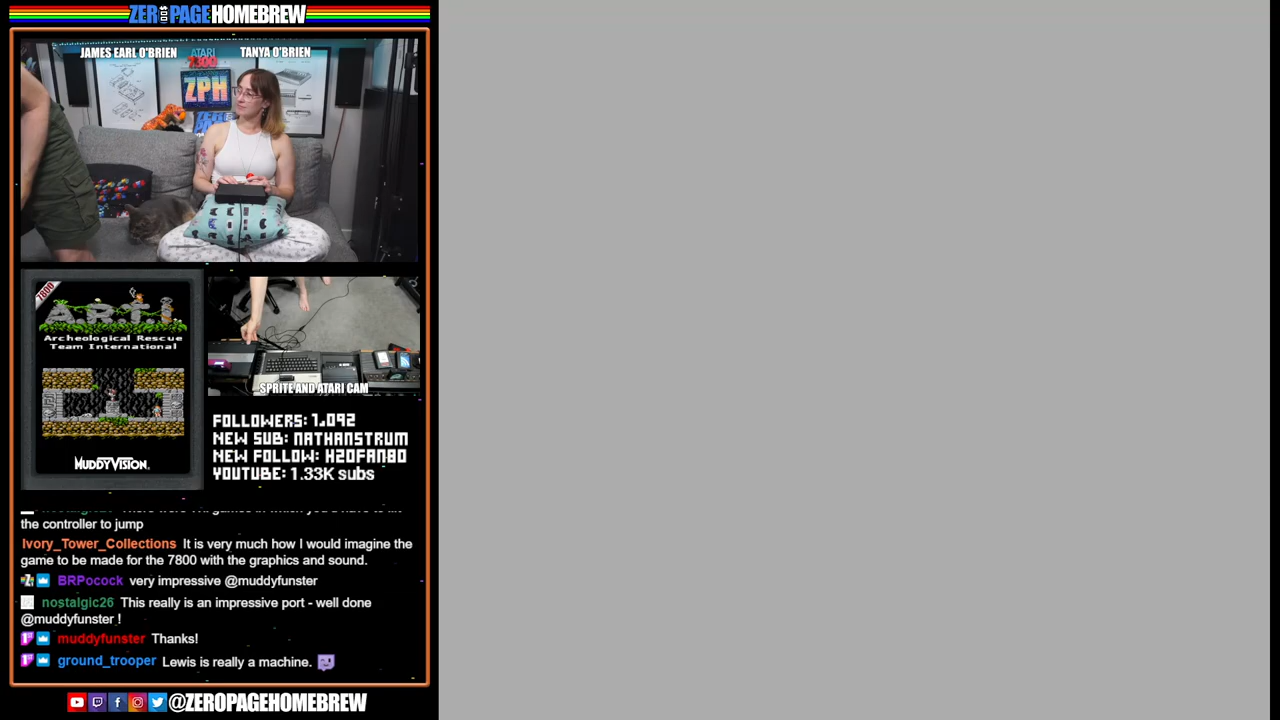 ZERO PAGE HOMEBREW
JAMES EARL O'BRIEN
ATARI
7800
TANYA O'BRIEN
ZPH
7800
A.R.T.I
Archeological Rescue
Team International
MUDDYVISION
SPRITE AND ATARI CAM
FOLLOWERS: 1,092
NEW SUB: NATHANSTRUM
NEW FOLLOW: H2OFAN80
YOUTUBE: 1.33K subs
the controller to jump
Ivory_Tower_Collections It is very much how I would imagine the
game to be made for the 7800 with the graphics and sound.
BRPocock very impressive @muddyfunster
nostalgic26 This really is an impressive port - well done
@muddyfunster !
muddyfunster Thanks!
ground_trooper Lewis is really a machine.
@ZEROPAGEHOMEBREW